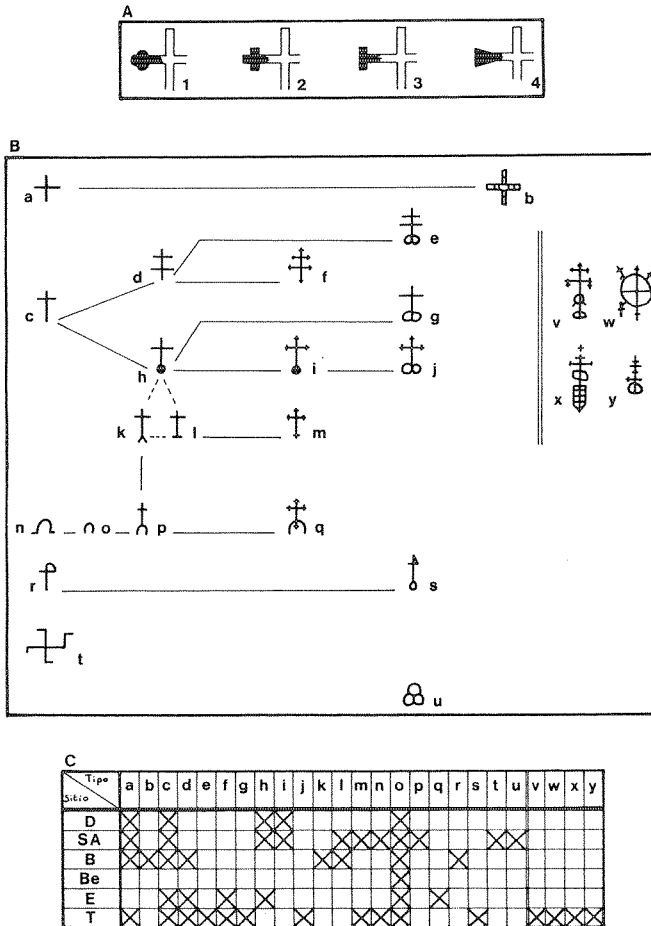 A
1 2 3 4
B
a b
e
d f
c
g
v w
h i j
x y
k l m
n o p q
r s
t
u
C
Tipo
Sitio a b c d e f g h i j k l m n o p q r s t u v w x y
D X X X X X
SA X X X X X X X X X X X
B X X X X X X X X
Be X
E X X X X X X
T X X X X X X X X X X X X X X X